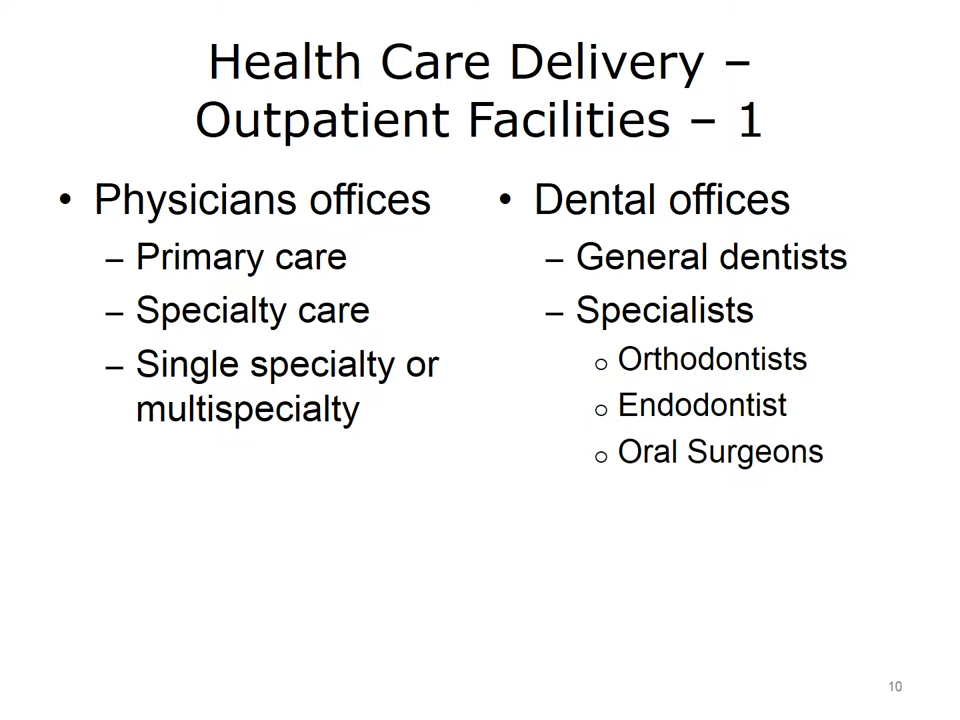 Health Care Delivery –
Outpatient Facilities – 1
• Physicians offices
– Primary care
– Specialty care
– Single specialty or
multispecialty
• Dental offices
– General dentists
– Specialists
o Orthodontists
o Endodontist
o Oral Surgeons
10